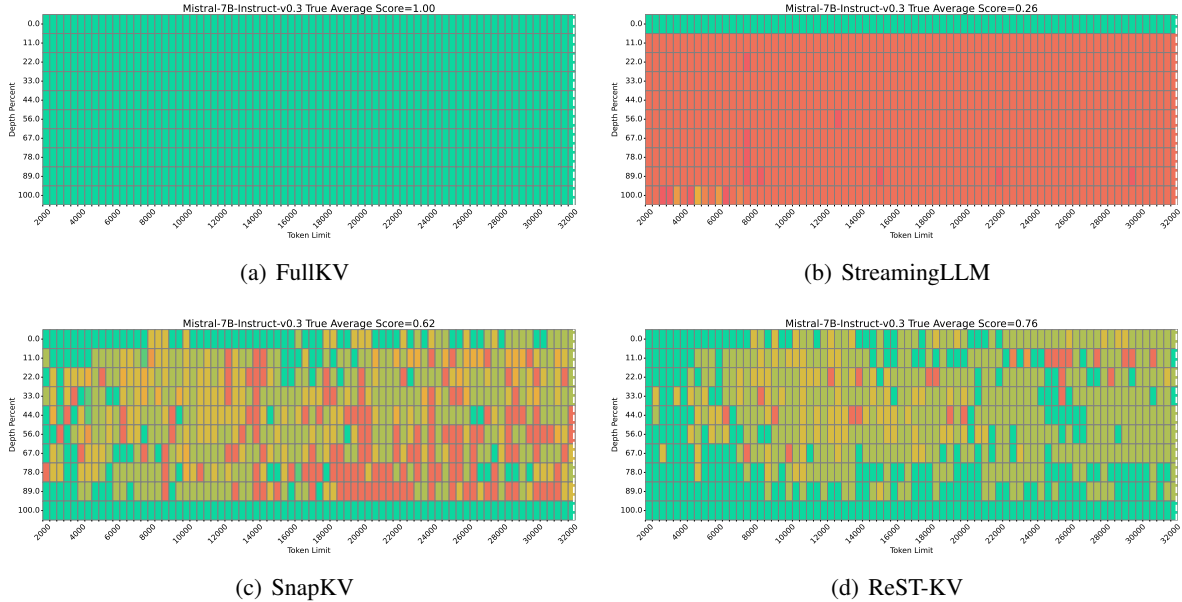 Mistral-7B-Instruct-v0.3 True Average Score=1.00
Depth Percent
0.0
11.0
22.0
33.0
44.0
56.0
67.0
78.0
89.0
100.0
2000 4000 6000 8000 10000 12000 14000 16000 18000 20000 22000 24000 26000 28000 30000 32000
Token Limit
(a) FullKV
Mistral-7B-Instruct-v0.3 True Average Score=0.26
Depth Percent
0.0
11.0
22.0
33.0
44.0
56.0
67.0
78.0
89.0
100.0
2000 4000 6000 8000 10000 12000 14000 16000 18000 20000 22000 24000 26000 28000 30000 32000
Token Limit
(b) StreamingLLM
Mistral-7B-Instruct-v0.3 True Average Score=0.62
Depth Percent
0.0
11.0
22.0
33.0
44.0
56.0
67.0
78.0
89.0
100.0
2000 4000 6000 8000 10000 12000 14000 16000 18000 20000 22000 24000 26000 28000 30000 32000
Token Limit
(c) SnapKV
Mistral-7B-Instruct-v0.3 True Average Score=0.76
Depth Percent
0.0
11.0
22.0
33.0
44.0
56.0
67.0
78.0
89.0
100.0
2000 4000 6000 8000 10000 12000 14000 16000 18000 20000 22000 24000 26000 28000 30000 32000
Token Limit
(d) ReST-KV